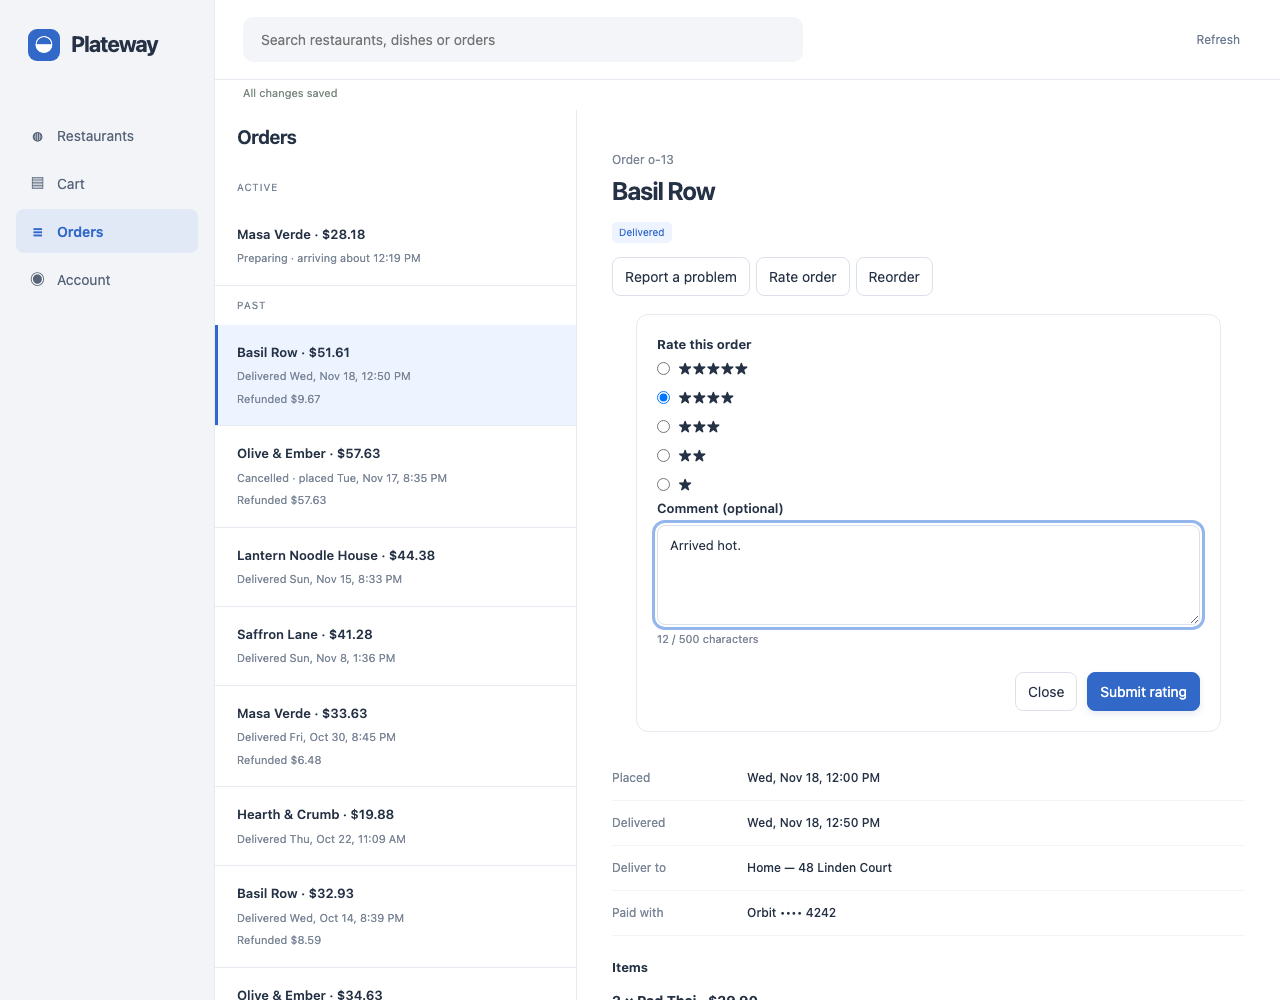 Plateway
Search restaurants, dishes or orders
Refresh
All changes saved
Restaurants
Cart
Orders
Account
Orders
ACTIVE
Masa Verde · $28.18
Preparing · arriving about 12:19 PM
PAST
Basil Row · $51.61
Delivered Wed, Nov 18, 12:50 PM
Refunded $9.67
Olive & Ember · $57.63
Cancelled · placed Tue, Nov 17, 8:35 PM
Refunded $57.63
Lantern Noodle House · $44.38
Delivered Sun, Nov 15, 8:33 PM
Saffron Lane · $41.28
Delivered Sun, Nov 8, 1:36 PM
Masa Verde · $33.63
Delivered Fri, Oct 30, 8:45 PM
Refunded $6.48
Hearth & Crumb · $19.88
Delivered Thu, Oct 22, 11:09 AM
Basil Row · $32.93
Delivered Wed, Oct 14, 8:39 PM
Refunded $8.59
Olive & Ember · $34.63
Order o-13
Basil Row
Delivered
Report a problem
Rate order
Reorder
Rate this order
★★★★★
★★★★
★★★
★★
★
Comment (optional)
Arrived hot.
12 / 500 characters
Close
Submit rating
Placed
Wed, Nov 18, 12:00 PM
Delivered
Wed, Nov 18, 12:50 PM
Deliver to
Home — 48 Linden Court
Paid with
Orbit •••• 4242
Items
2 × Pad Thai · $29.90